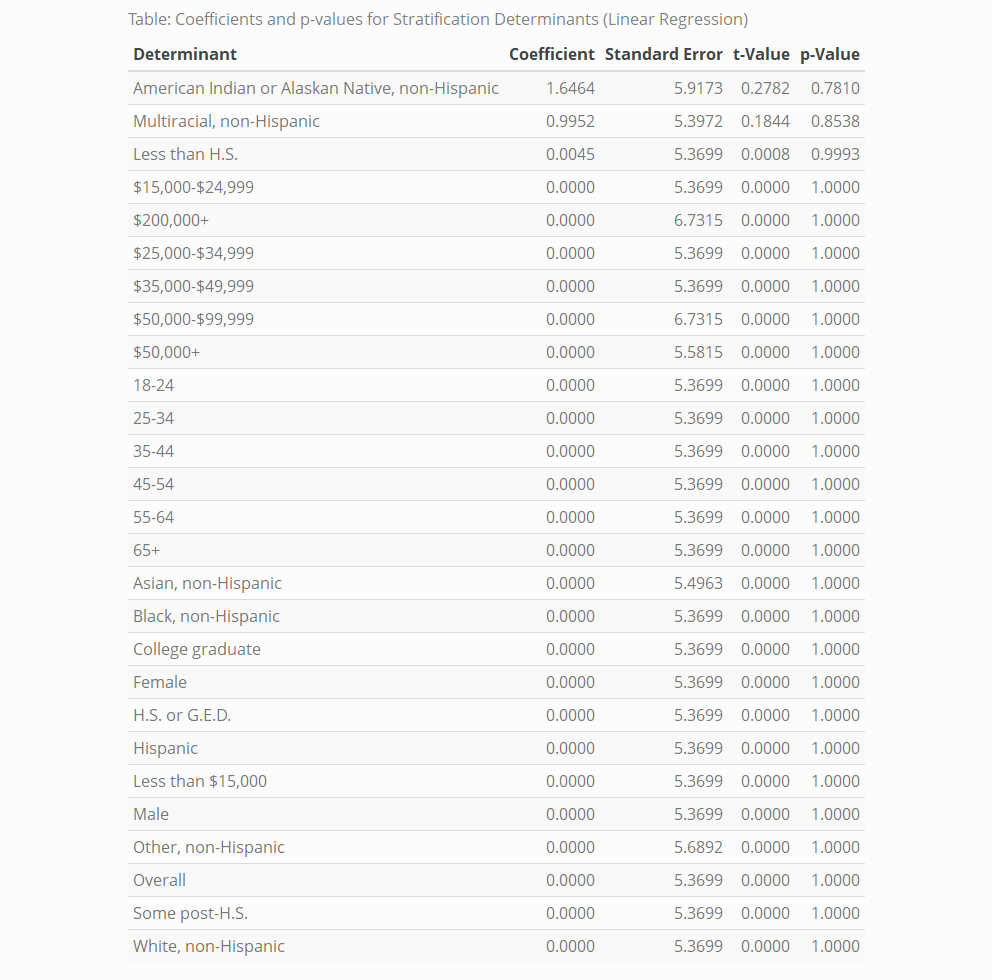 Table: Coefficients and p-values for Stratification Determinants (Linear Regression)
Determinant Coefficient Standard Error t-Value p-Value
American Indian or Alaskan Native, non-Hispanic 1.6464 5.9173 0.2782 0.7810
Multiracial, non-Hispanic 0.9952 5.3972 0.1844 0.8538
Less than H.S. 0.0045 5.3699 0.0008 0.9993
$15,000-$24,999 0.0000 5.3699 0.0000 1.0000
$200,000+ 0.0000 6.7315 0.0000 1.0000
$25,000-$34,999 0.0000 5.3699 0.0000 1.0000
$35,000-$49,999 0.0000 5.3699 0.0000 1.0000
$50,000-$99,999 0.0000 6.7315 0.0000 1.0000
$50,000+ 0.0000 5.5815 0.0000 1.0000
18-24 0.0000 5.3699 0.0000 1.0000
25-34 0.0000 5.3699 0.0000 1.0000
35-44 0.0000 5.3699 0.0000 1.0000
45-54 0.0000 5.3699 0.0000 1.0000
55-64 0.0000 5.3699 0.0000 1.0000
65+ 0.0000 5.3699 0.0000 1.0000
Asian, non-Hispanic 0.0000 5.4963 0.0000 1.0000
Black, non-Hispanic 0.0000 5.3699 0.0000 1.0000
College graduate 0.0000 5.3699 0.0000 1.0000
Female 0.0000 5.3699 0.0000 1.0000
H.S. or G.E.D. 0.0000 5.3699 0.0000 1.0000
Hispanic 0.0000 5.3699 0.0000 1.0000
Less than $15,000 0.0000 5.3699 0.0000 1.0000
Male 0.0000 5.3699 0.0000 1.0000
Other, non-Hispanic 0.0000 5.6892 0.0000 1.0000
Overall 0.0000 5.3699 0.0000 1.0000
Some post-H.S. 0.0000 5.3699 0.0000 1.0000
White, non-Hispanic 0.0000 5.3699 0.0000 1.0000